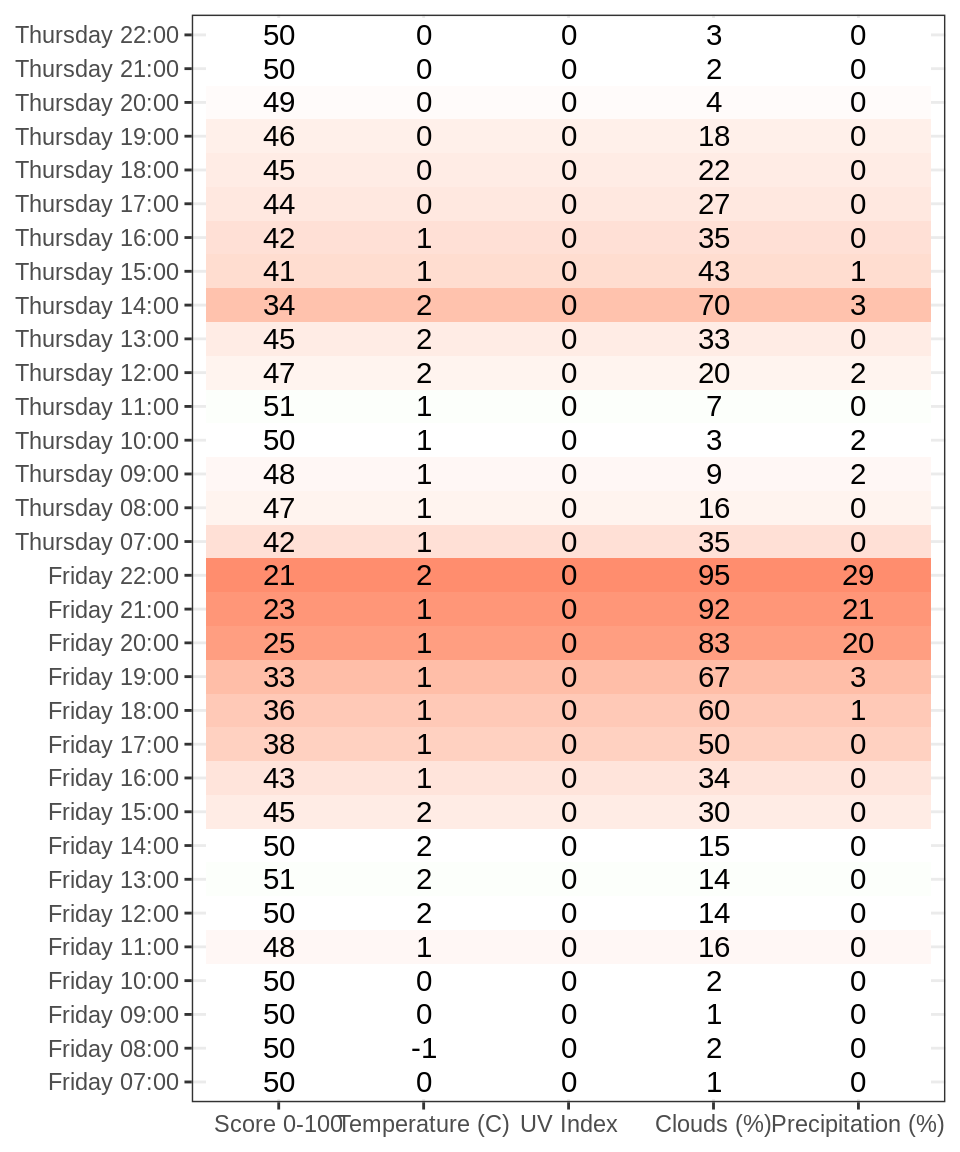 Thursday 22:00 50 0 0 3 0
Thursday 21:00 50 0 0 2 0
Thursday 20:00 49 0 0 4 0
Thursday 19:00 46 0 0 18 0
Thursday 18:00 45 0 0 22 0
Thursday 17:00 44 0 0 27 0
Thursday 16:00 42 1 0 35 0
Thursday 15:00 41 1 0 43 1
Thursday 14:00 34 2 0 70 3
Thursday 13:00 45 2 0 33 0
Thursday 12:00 47 2 0 20 2
Thursday 11:00 51 1 0 7 0
Thursday 10:00 50 1 0 3 2
Thursday 09:00 48 1 0 9 2
Thursday 08:00 47 1 0 16 0
Thursday 07:00 42 1 0 35 0
Friday 22:00 21 2 0 95 29
Friday 21:00 23 1 0 92 21
Friday 20:00 25 1 0 83 20
Friday 19:00 33 1 0 67 3
Friday 18:00 36 1 0 60 1
Friday 17:00 38 1 0 50 0
Friday 16:00 43 1 0 34 0
Friday 15:00 45 2 0 30 0
Friday 14:00 50 2 0 15 0
Friday 13:00 51 2 0 14 0
Friday 12:00 50 2 0 14 0
Friday 11:00 48 1 0 16 0
Friday 10:00 50 0 0 2 0
Friday 09:00 50 0 0 1 0
Friday 08:00 50 -1 0 2 0
Friday 07:00 50 0 0 1 0
Score 0-100 Temperature (C) UV Index Clouds (%) Precipitation (%)